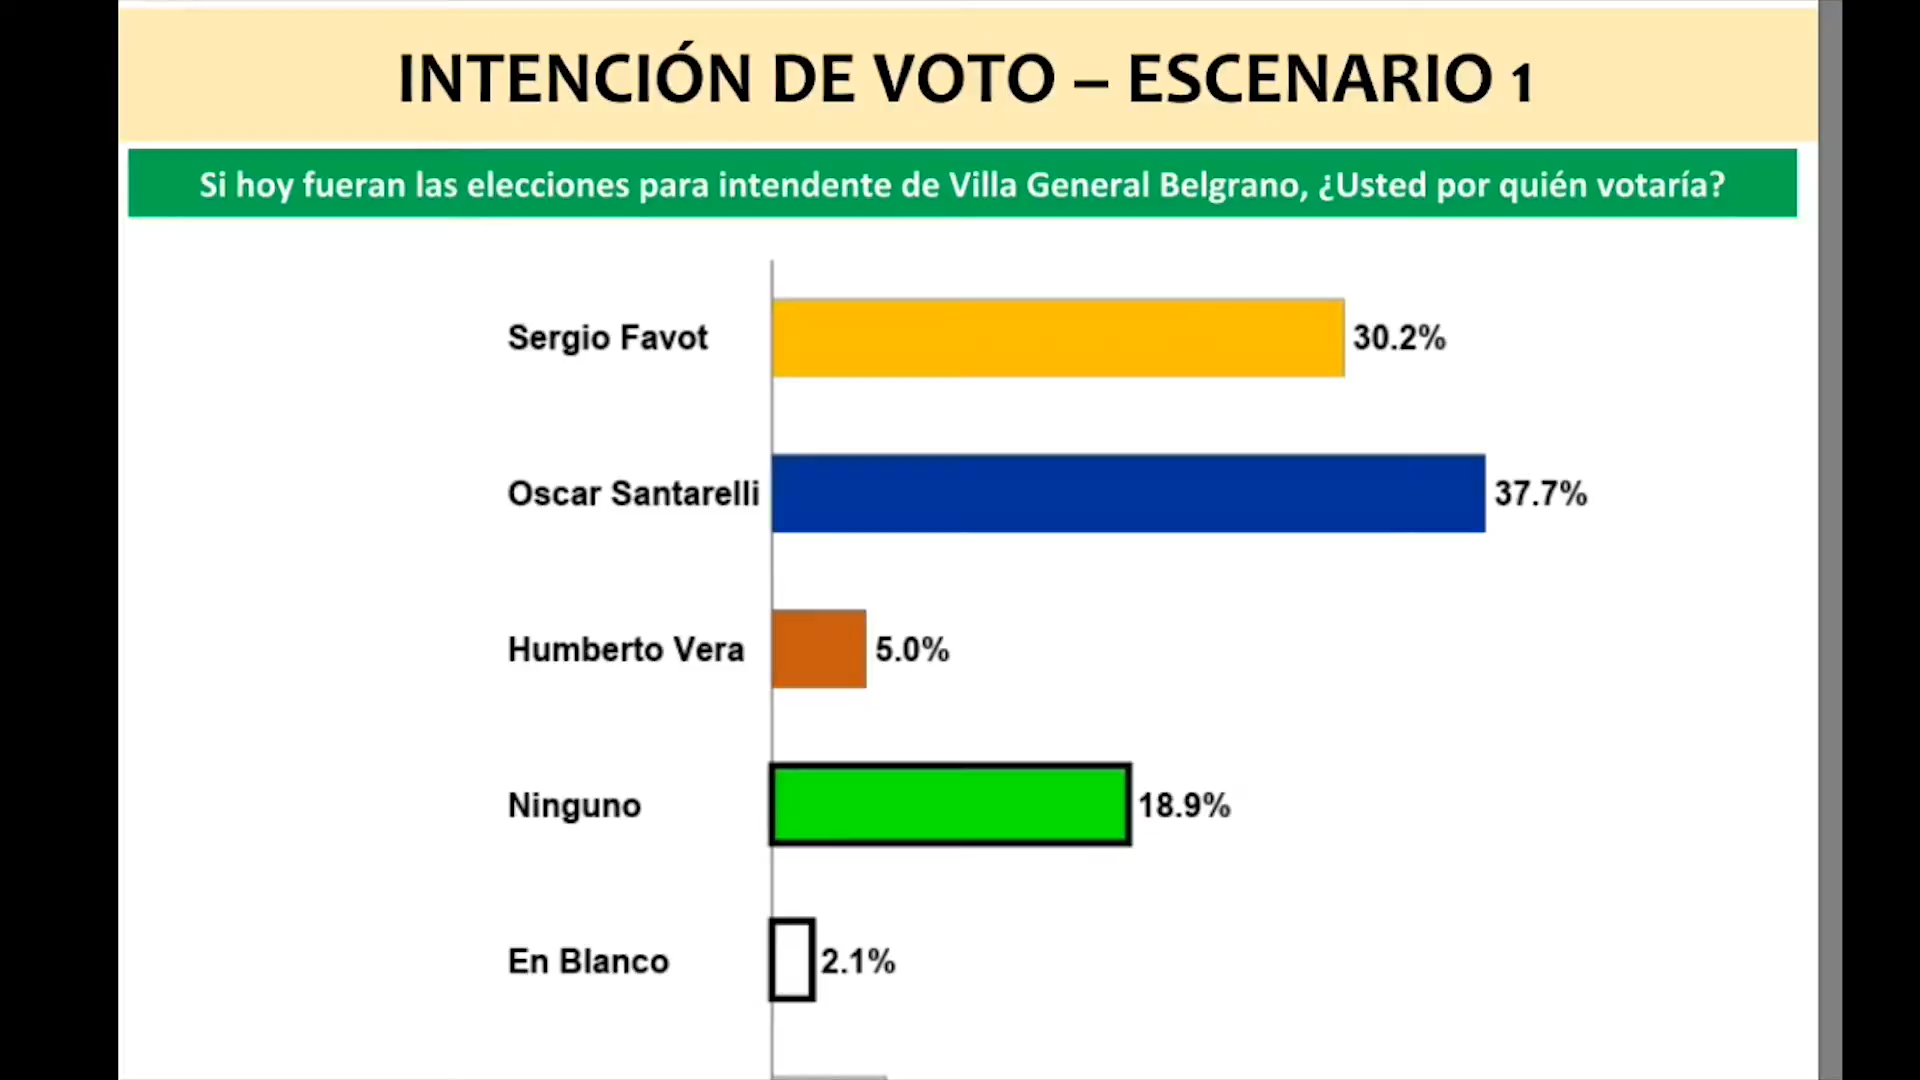 INTENCIÓN DE VOTO – ESCENARIO 1
Si hoy fueran las elecciones para intendente de Villa General Belgrano, ¿Usted por quién votaría?
Sergio Favot 30.2%
Oscar Santarelli 37.7%
Humberto Vera 5.0%
Ninguno 18.9%
En Blanco 2.1%